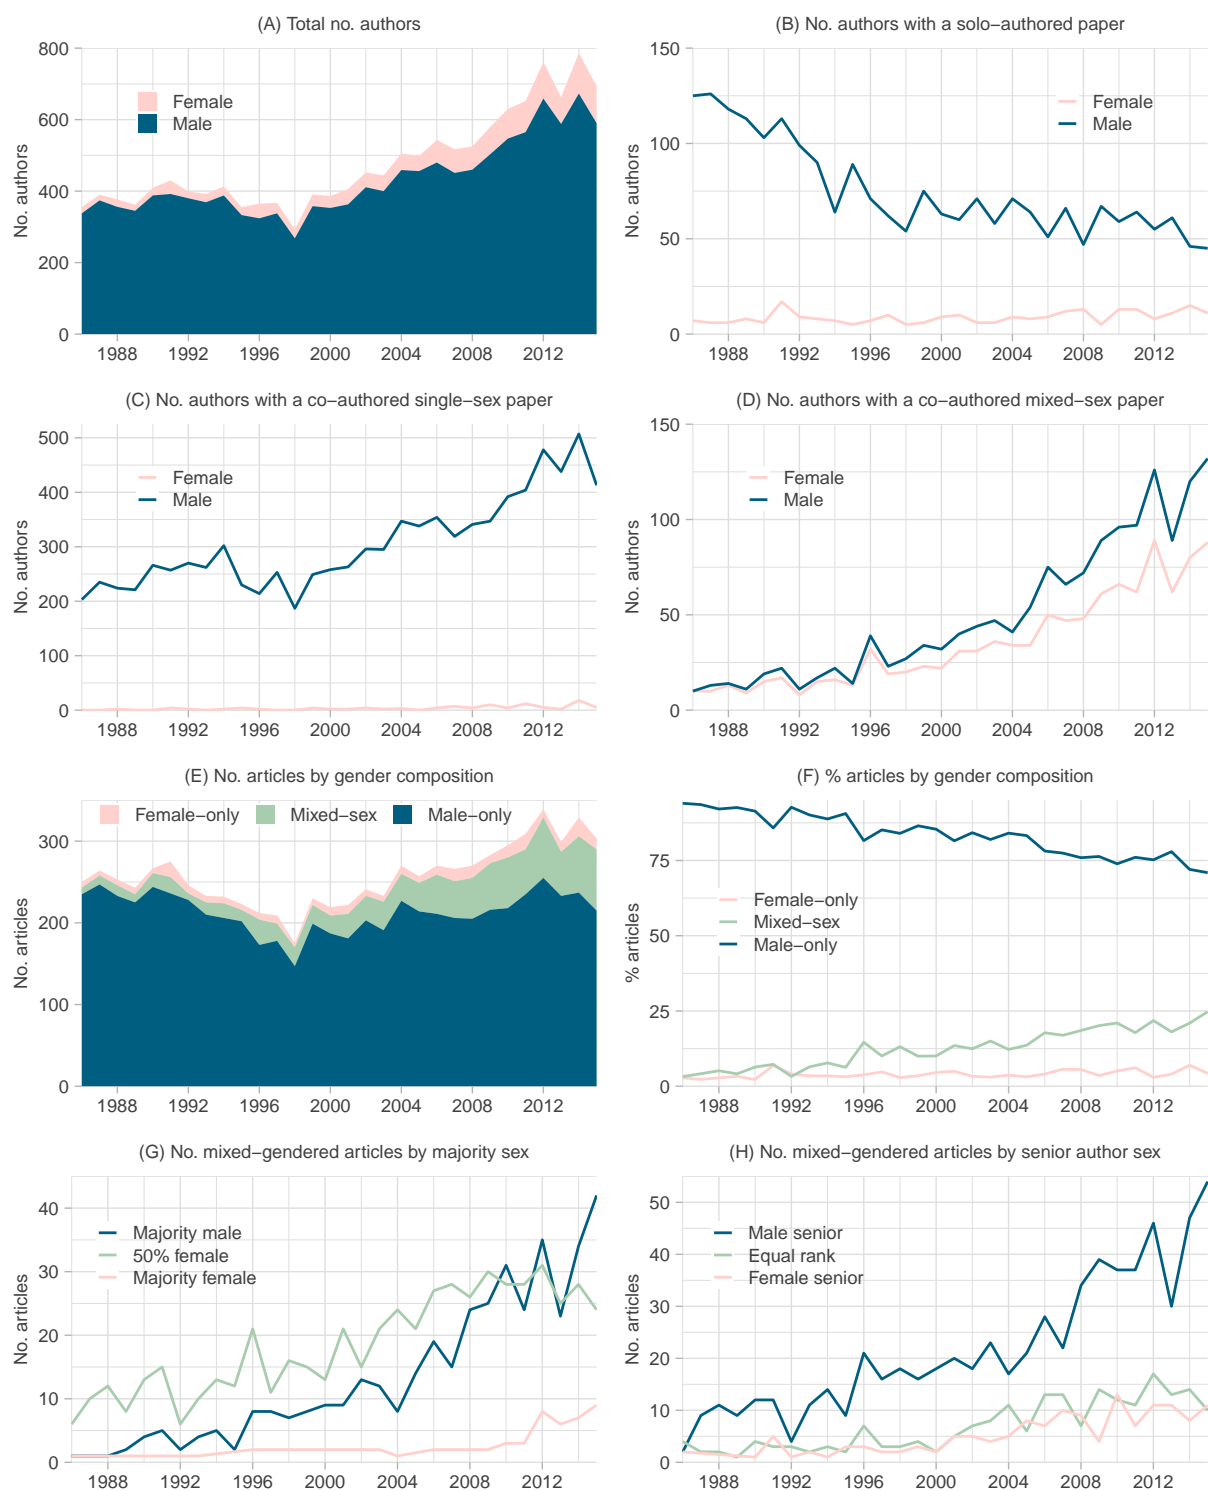 (A) Total no. authors
No. authors
800
600
400
200
0
Female
Male
1988 1992 1996 2000 2004 2008 2012
(B) No. authors with a solo−authored paper
No. authors
150
100
50
0
Female
Male
1988 1992 1996 2000 2004 2008 2012
(C) No. authors with a co−authored single−sex paper
No. authors
500
400
300
200
100
0
Female
Male
1988 1992 1996 2000 2004 2008 2012
(D) No. authors with a co−authored mixed−sex paper
No. authors
150
100
50
0
Female
Male
1988 1992 1996 2000 2004 2008 2012
(E) No. articles by gender composition
No. articles
300
200
100
0
Female−only Mixed−sex Male−only
1988 1992 1996 2000 2004 2008 2012
(F) % articles by gender composition
% articles
75
50
25
0
Female−only
Mixed−sex
Male−only
1988 1992 1996 2000 2004 2008 2012
(G) No. mixed−gendered articles by majority sex
No. articles
40
30
20
10
0
Majority male
50% female
Majority female
1988 1992 1996 2000 2004 2008 2012
(H) No. mixed−gendered articles by senior author sex
No. articles
50
40
30
20
10
0
Male senior
Equal rank
Female senior
1988 1992 1996 2000 2004 2008 2012